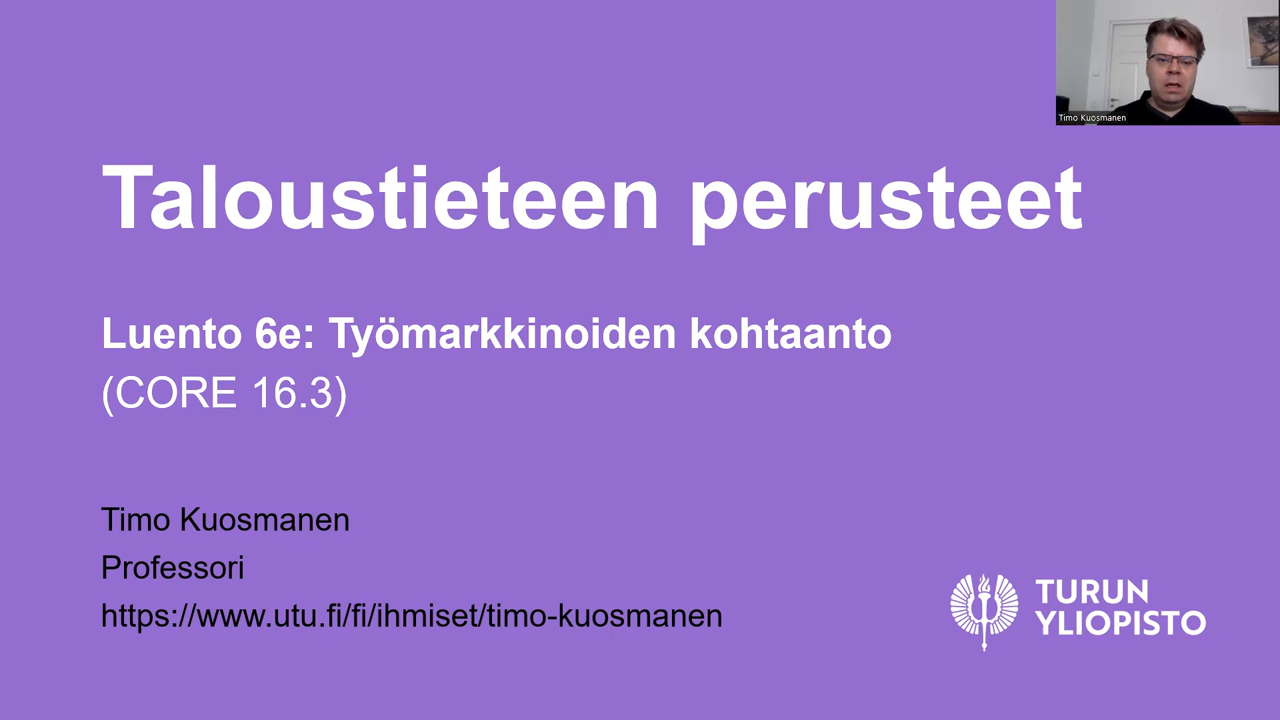 Timo Kuosmanen
Taloustieteen perusteet
Luento 6e: Työmarkkinoiden kohtaanto
(CORE 16.3)
Timo Kuosmanen
Professori
https://www.utu.fi/fi/ihmiset/timo-kuosmanen
TURUN
YLIOPISTO